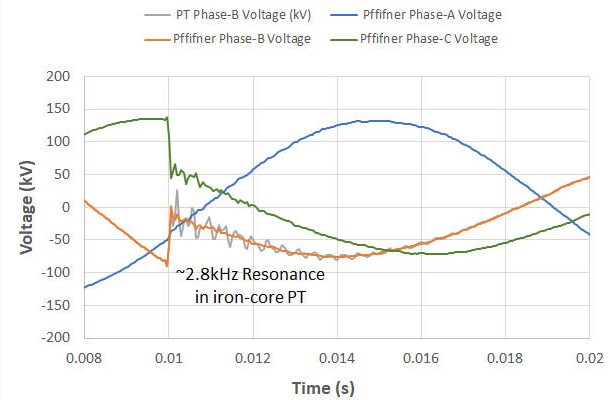 PT Phase-B Voltage (kV) Pffifner Phase-A Voltage
Pffifner Phase-B Voltage Pffifner Phase-C Voltage
200
150
100
50
0
-50
-100
-150
-200
Voltage (kV)
~2.8kHz Resonance
in iron-core PT
0.008 0.01 0.012 0.014 0.016 0.018 0.02
Time (s)